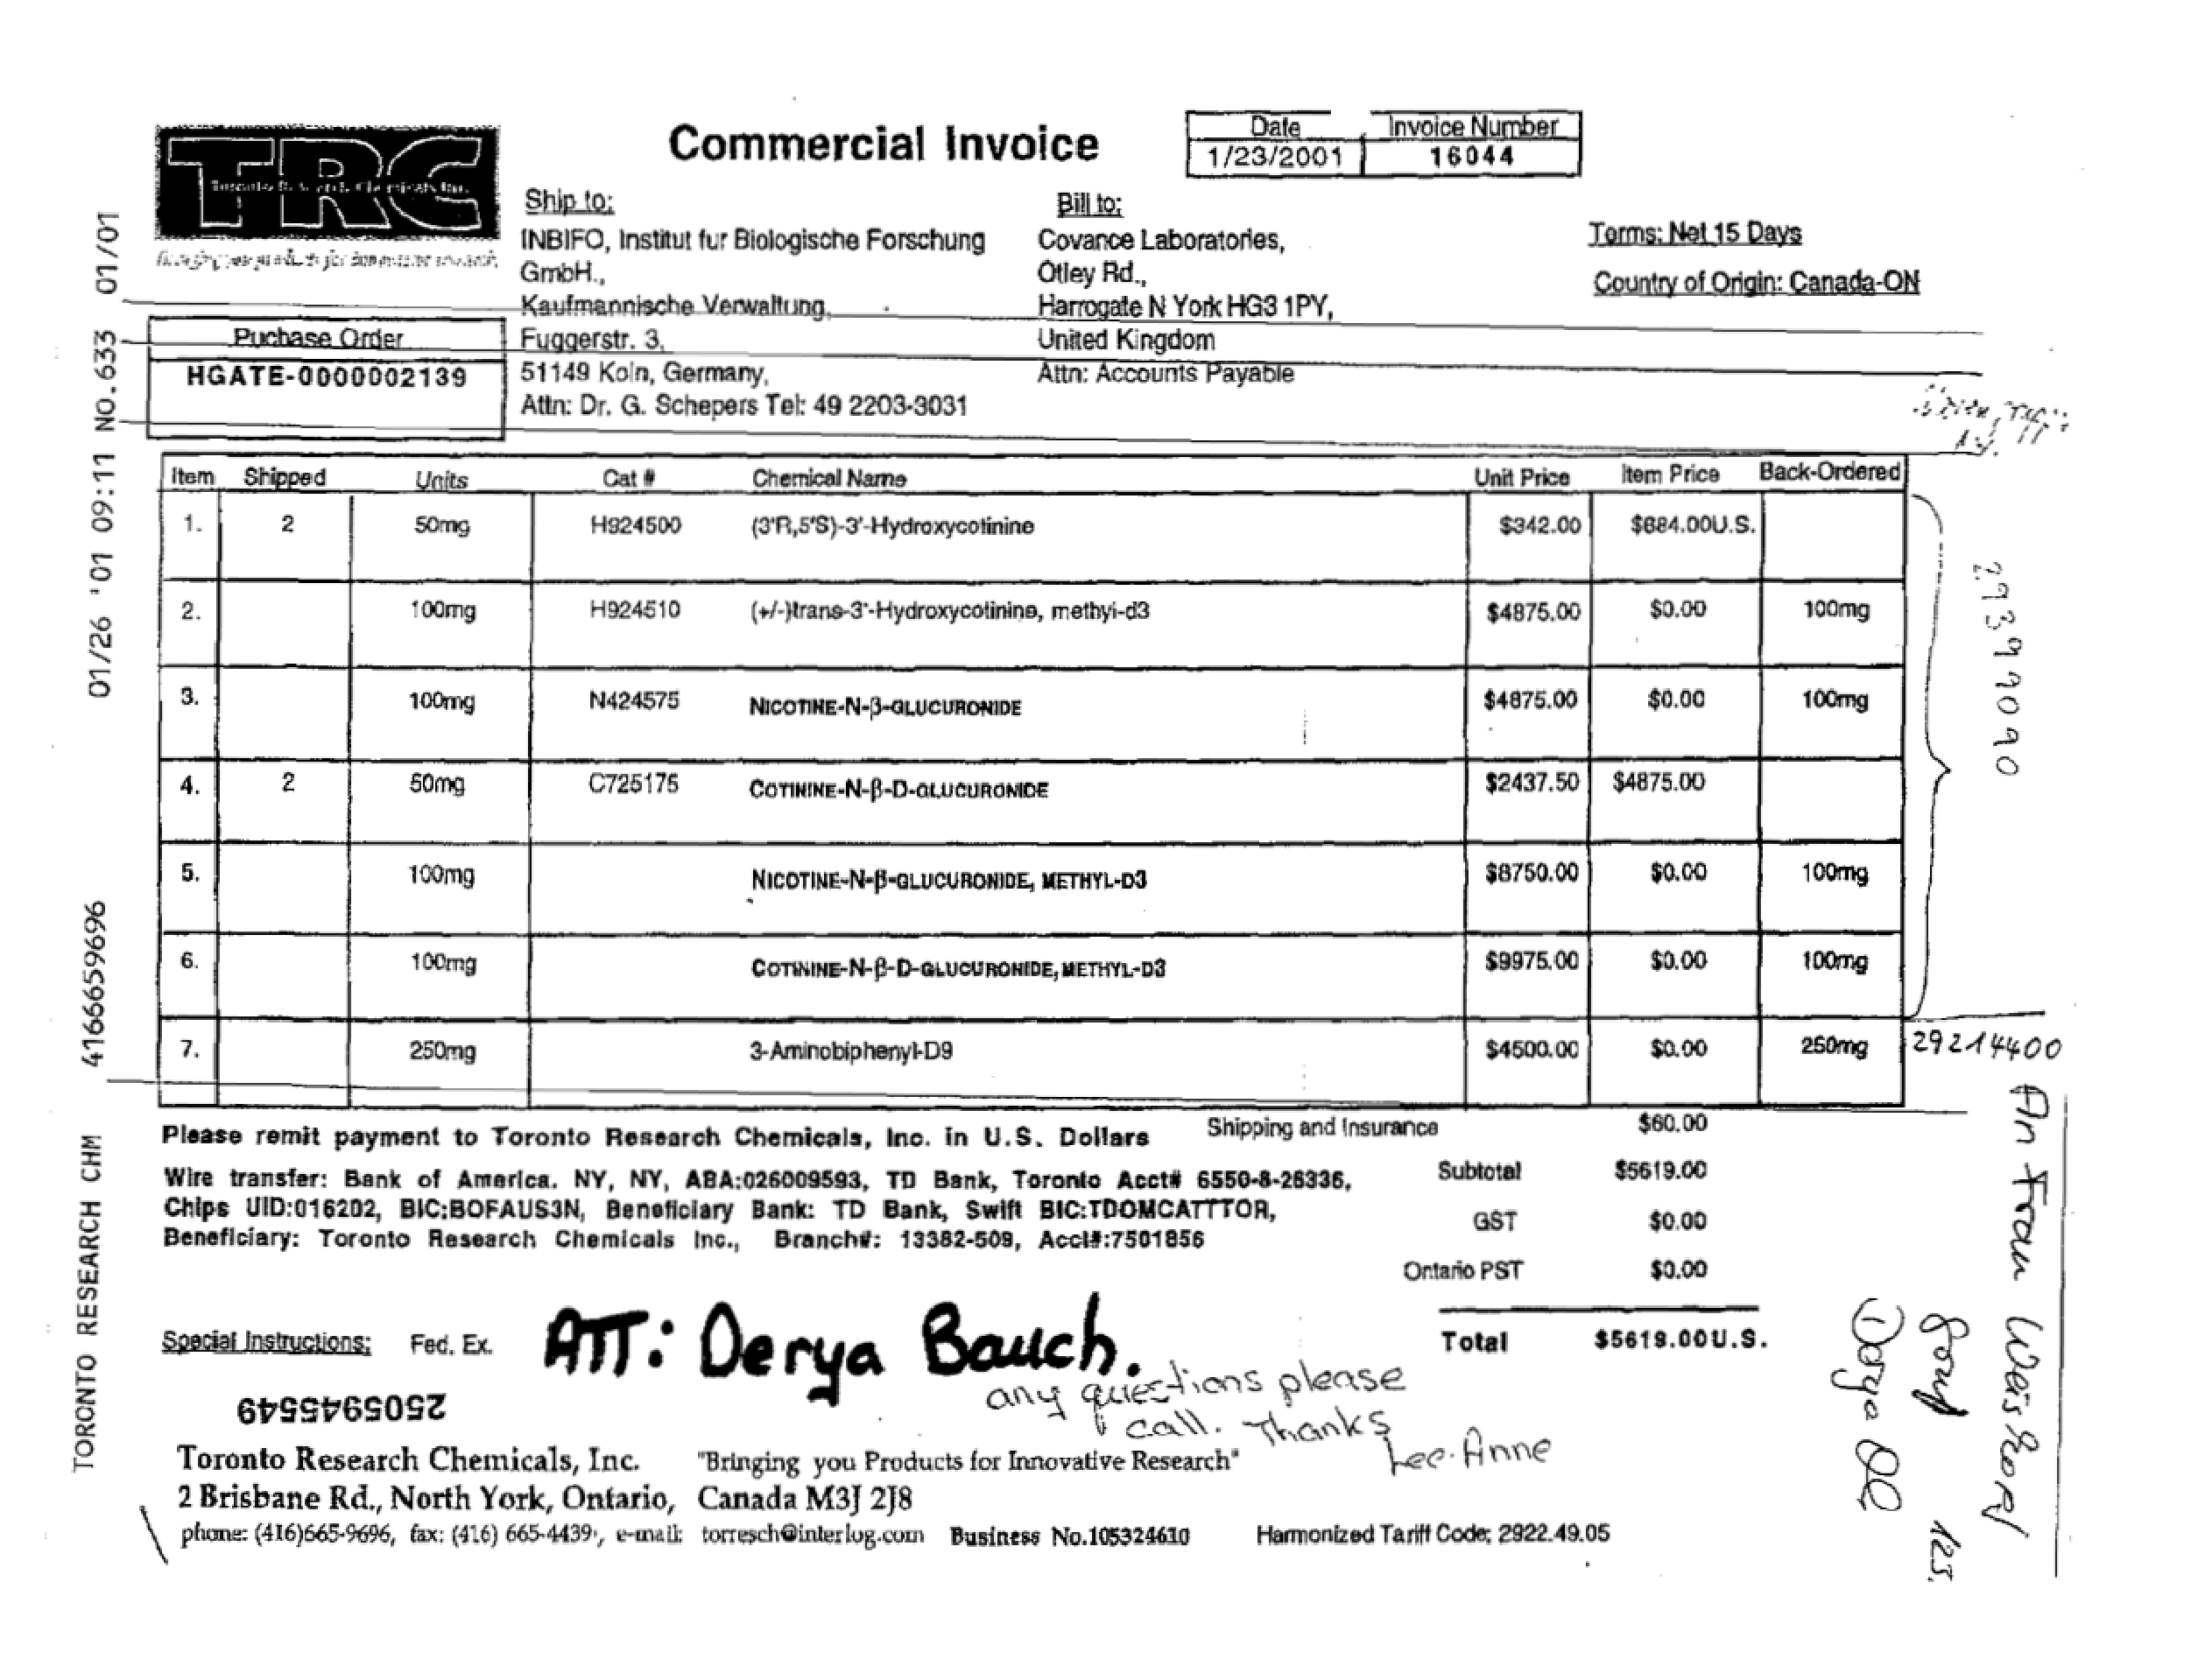 TRC
Commercial Invoice
Date Invoice Number
1/23/2001 16044
Ship to:
INBIFO, Institut fur Biologische Forschung
GmbH.,
Kaufmannische Verwaltung,
Fuggerstr. 3,
51149 Koln, Germany,
Attn: Dr. G. Schepers Tel: 49 2203-3031
Bill to:
Covance Laboratories,
Otley Rd.,
Harrogate N York HG3 1PY,
United Kingdom
Attn: Accounts Payable
Terms: Net 15 Days
Country of Origin: Canada-ON
Puchase Order
HGATE-0000002139
Item Shipped Units Cat # Chemical Name Unit Price Item Price Back-Ordered
1. 2 50mg H924500 (3'R,5'S)-3'-Hydroxycotinine $342.00 $684.00U.S.
2. 100mg H924510 (+/-)trans-3'-Hydroxycotinine, methyl-d3 $4875.00 $0.00 100mg
3. 100mg N424575 NICOTINE-N-β-GLUCURONIDE $4875.00 $0.00 100mg
4. 2 50mg C725175 COTININE-N-β-D-GLUCURONIDE $2437.50 $4875.00
5. 100mg NICOTINE-N-β-GLUCURONIDE, METHYL-D3 $8750.00 $0.00 100mg
6. 100mg COTININE-N-β-D-GLUCURONIDE, METHYL-D3 $9975.00 $0.00 100mg
7. 250mg 3-Aminobiphenyl-D9 $4500.00 $0.00 250mg
29399090
29214400
Please remit payment to Toronto Research Chemicals, Inc. in U.S. Dollars
Wire transfer: Bank of America. NY, NY, ABA:026009593, TD Bank, Toronto Acct# 6550-8-26336,
Chips UID:016202, BIC:BOFAUS3N, Beneficiary Bank: TD Bank, Swift BIC:TDOMCATTTOR,
Beneficiary: Toronto Research Chemicals Inc., Branch#: 13382-509, Acct#:7501856
Shipping and Insurance $60.00
Subtotal $5619.00
GST $0.00
Ontario PST $0.00
Total $5619.00U.S.
Special Instructions: Fed. Ex.
ATT: Derya Bauch.
any questions please
call. Thanks
Lee-Anne
2505945549
Toronto Research Chemicals, Inc. "Bringing you Products for Innovative Research"
2 Brisbane Rd., North York, Ontario, Canada M3J 2J8
phone: (416)665-9696, fax: (416) 665-4439, e-mail: torresch@interlog.com Business No.105324610 Harmonized Tariff Code: 2922.49.05
TORONTO RESEARCH CHM 4166659696 01/26 '01 09:11 NO.633 01/01
An Frau
Derya